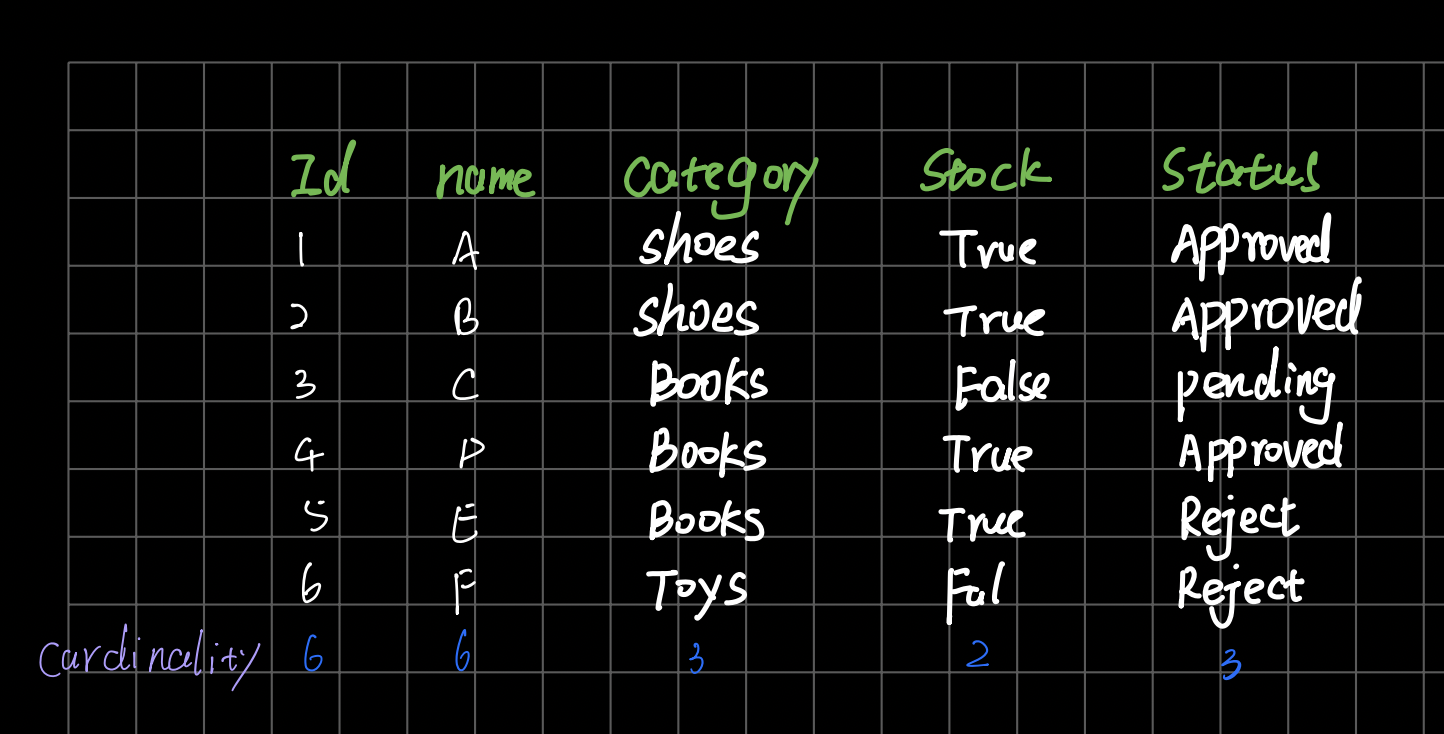 Id name Category Stock Status
1 A shoes True Approved
2 B shoes True Approved
3 C Books False pending
4 D Books True Approved
5 E Books True Reject
6 F Toys Fal Reject
Cardinality 6 6 3 2 3